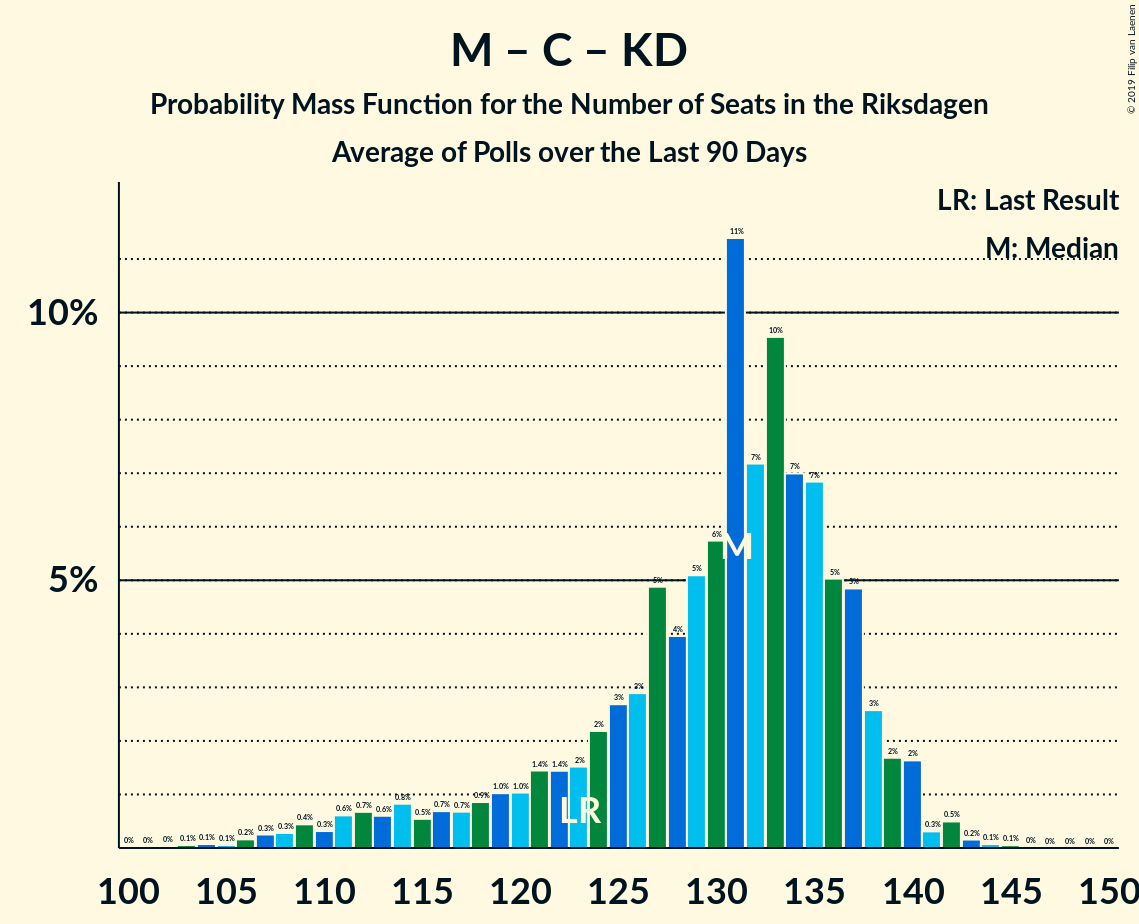 M – C – KD
Probability Mass Function for the Number of Seats in the Riksdagen
Average of Polls over the Last 90 Days
© 2019 Filip van Laenen
LR: Last Result
M: Median
10%
5%
0% 0% 0% 0.1% 0.1% 0.1% 0.2% 0.3% 0.3% 0.4% 0.3% 0.6% 0.7% 0.6% 0.8% 0.5% 0.7% 0.7% 0.9% 1.0% 1.0% 1.4% 1.4% 2% 2% 3% 3% 5% 4% 5% 6% 11% 7% 10% 7% 7% 5% 5% 3% 2% 2% 0.3% 0.5% 0.2% 0.1% 0.1% 0% 0% 0% 0% 0%
M
LR
100 105 110 115 120 125 130 135 140 145 150